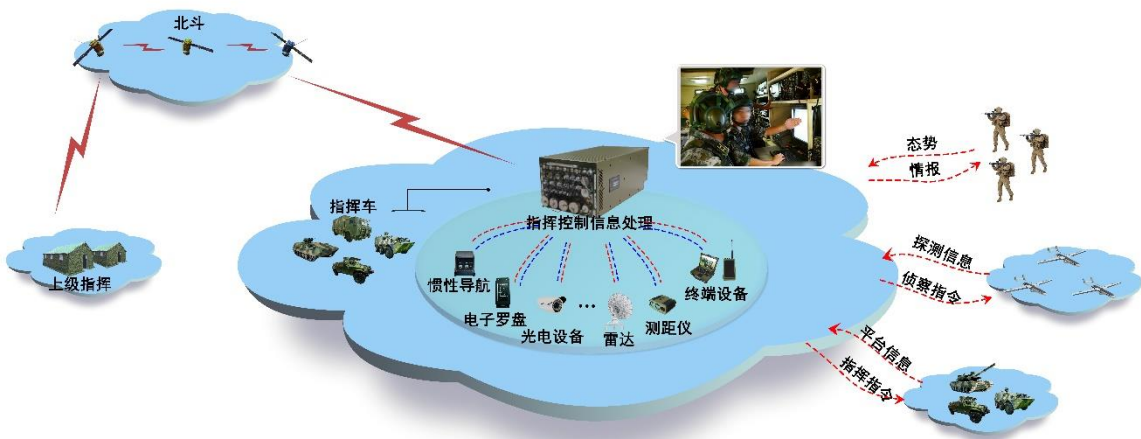 北斗
态势
情报
指挥车
指挥控制信息处理
上级指挥
惯性导航
终端设备
电子罗盘
光电设备
...
雷达
测距仪
探测信息
侦察指令
平台信息
指挥指令